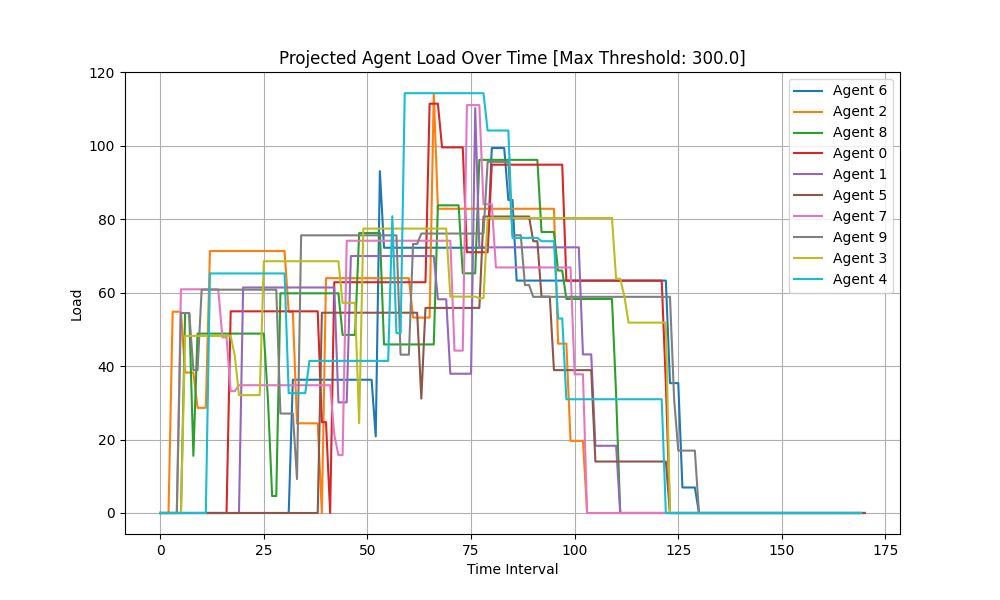 Projected Agent Load Over Time [Max Threshold: 300.0]
Load
120
100
80
60
40
20
0
0 25 50 75 100 125 150 175
Time Interval
Agent 6
Agent 2
Agent 8
Agent 0
Agent 1
Agent 5
Agent 7
Agent 9
Agent 3
Agent 4